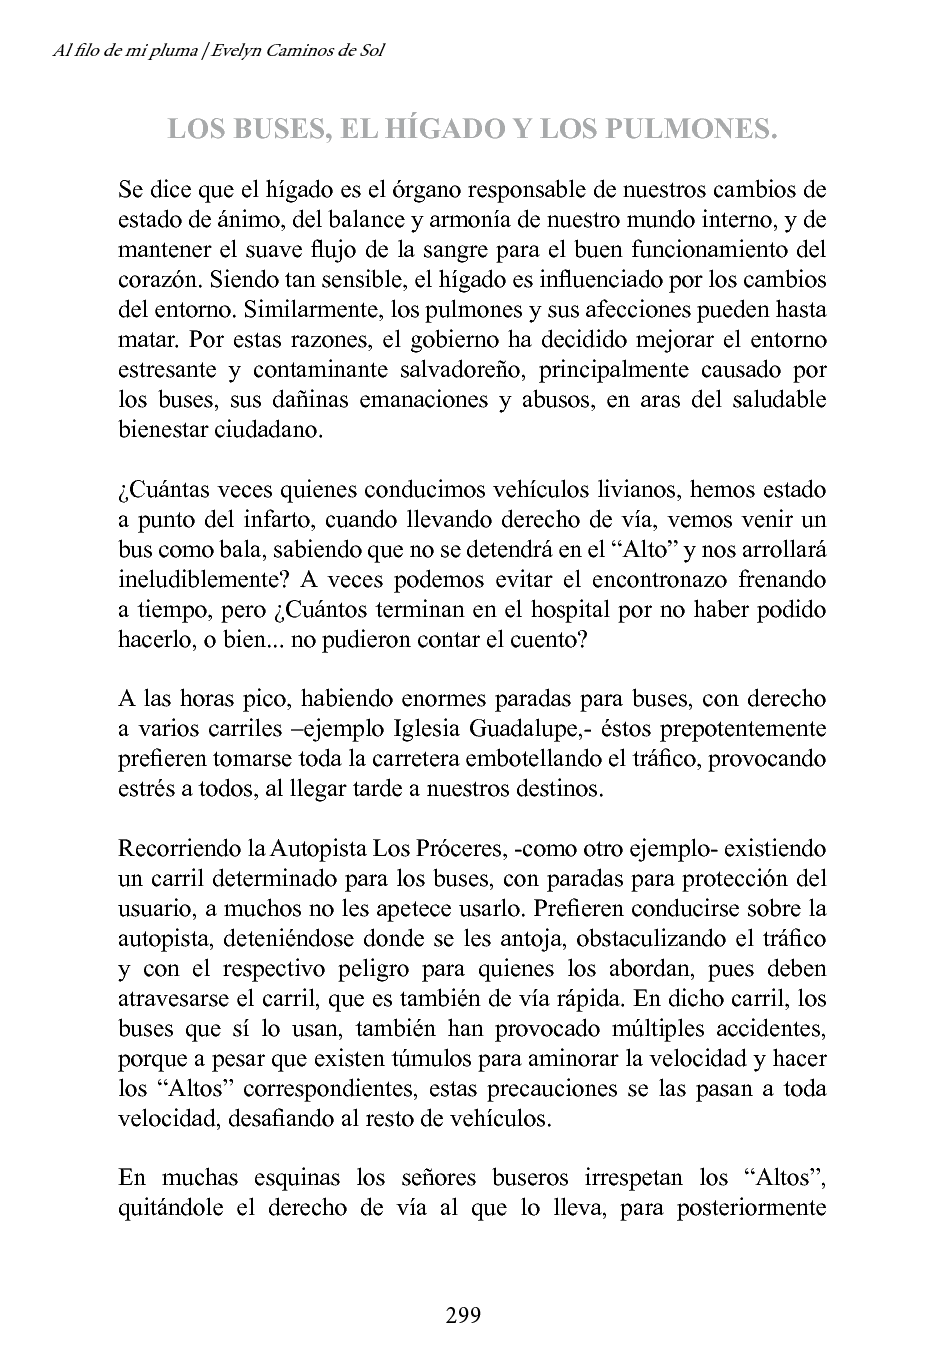 Al filo de mi pluma | Evelyn Caminos de Sol
LOS BUSES, EL HÍGADO Y LOS PULMONES.
Se dice que el hígado es el órgano responsable de nuestros cambios de
estado de ánimo, del balance y armonía de nuestro mundo interno, y de
mantener el suave flujo de la sangre para el buen funcionamiento del
corazón. Siendo tan sensible, el hígado es influenciado por los cambios
del entorno. Similarmente, los pulmones y sus afecciones pueden hasta
matar. Por estas razones, el gobierno ha decidido mejorar el entorno
estresante y contaminante salvadoreño, principalmente causado por
los buses, sus dañinas emanaciones y abusos, en aras del saludable
bienestar ciudadano.
¿Cuántas veces quienes conducimos vehículos livianos, hemos estado
a punto del infarto, cuando llevando derecho de vía, vemos venir un
bus como bala, sabiendo que no se detendrá en el “Alto” y nos arrollará
ineludiblemente? A veces podemos evitar el encontronazo frenando
a tiempo, pero ¿Cuántos terminan en el hospital por no haber podido
hacerlo, o bien... no pudieron contar el cuento?
A las horas pico, habiendo enormes paradas para buses, con derecho
a varios carriles –ejemplo Iglesia Guadalupe,- éstos prepotentemente
prefieren tomarse toda la carretera embotellando el tráfico, provocando
estrés a todos, al llegar tarde a nuestros destinos.
Recorriendo la Autopista Los Próceres, -como otro ejemplo- existiendo
un carril determinado para los buses, con paradas para protección del
usuario, a muchos no les apetece usarlo. Prefieren conducirse sobre la
autopista, deteniéndose donde se les antoja, obstaculizando el tráfico
y con el respectivo peligro para quienes los abordan, pues deben
atravesarse el carril, que es también de vía rápida. En dicho carril, los
buses que sí lo usan, también han provocado múltiples accidentes,
porque a pesar que existen túmulos para aminorar la velocidad y hacer
los “Altos” correspondientes, estas precauciones se las pasan a toda
velocidad, desafiando al resto de vehículos.
En muchas esquinas los señores buseros irrespetan los “Altos”,
quitándole el derecho de vía al que lo lleva, para posteriormente
299